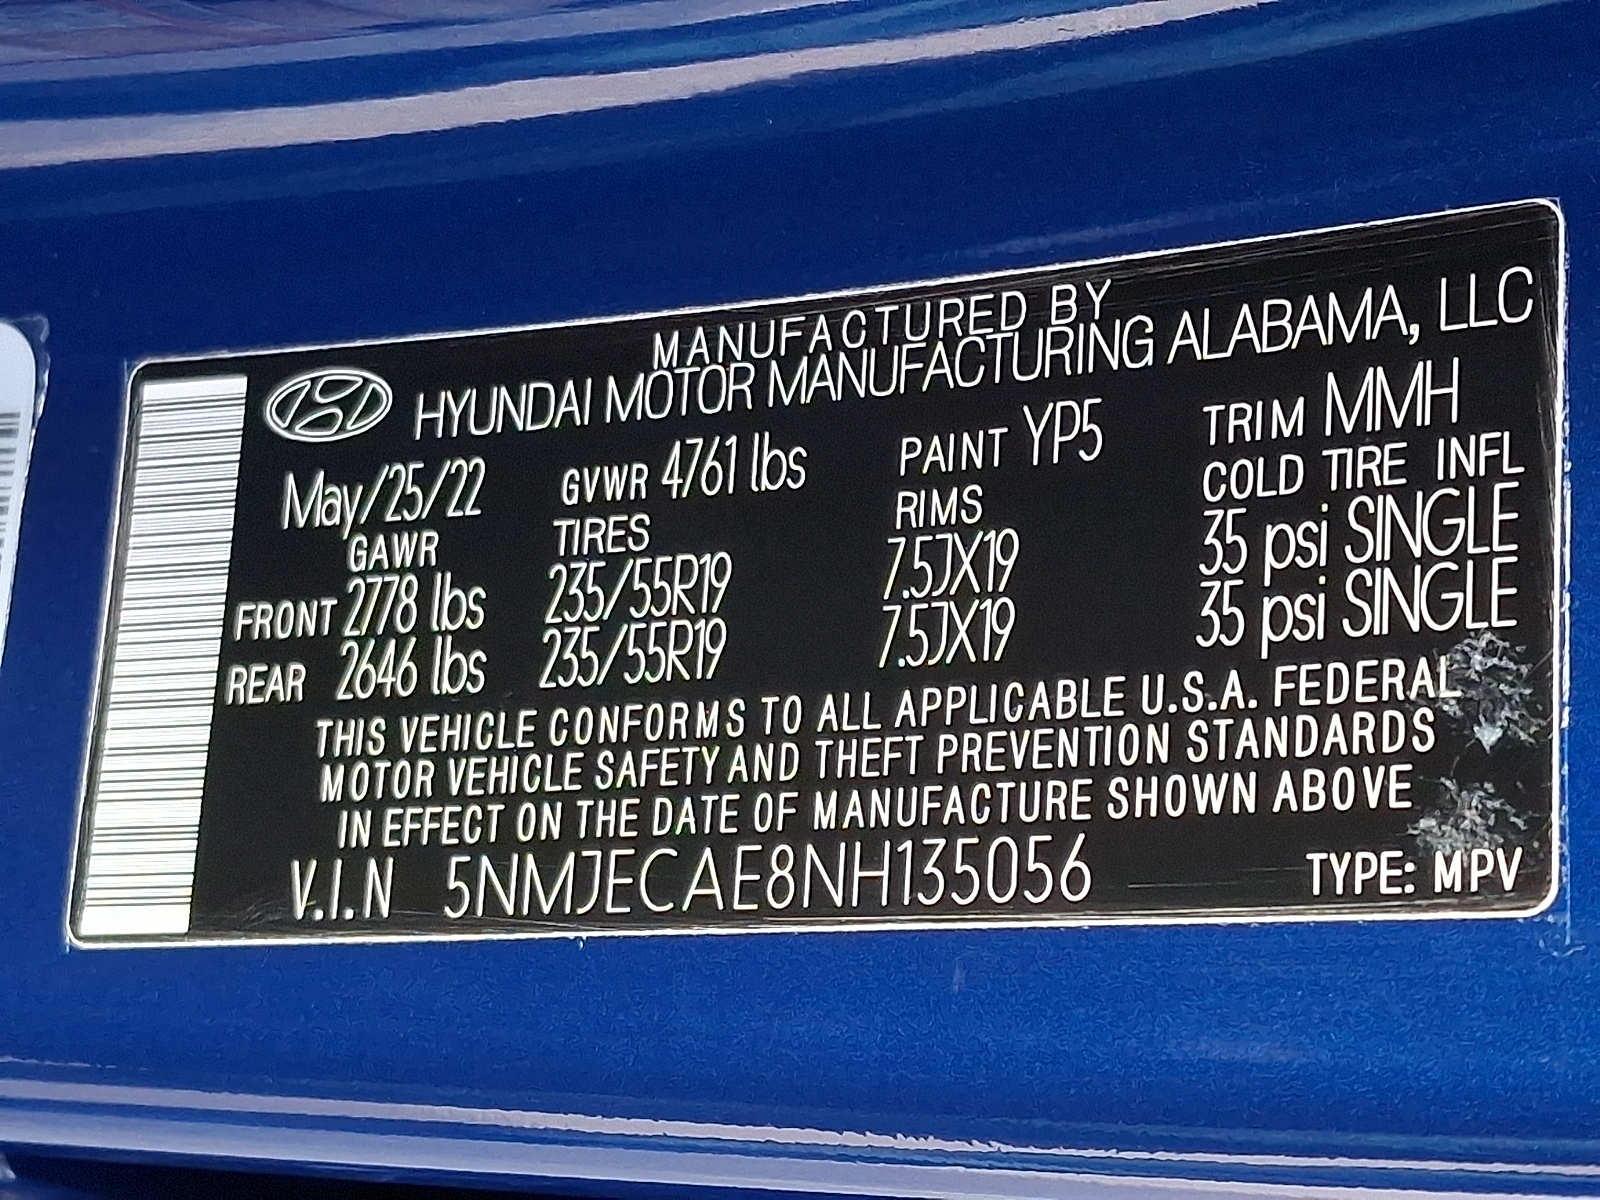 MANUFACTURED BY
HYUNDAI MOTOR MANUFACTURING ALABAMA, LLC
May/25/22 GVWR 4761 lbs PAINT YP5 TRIM MMH
GAWR TIRES RIMS COLD TIRE INFL
FRONT 2778 lbs 235/55R19 7.5JX19 35 psi SINGLE
REAR 2646 lbs 235/55R19 7.5JX19 35 psi SINGLE
THIS VEHICLE CONFORMS TO ALL APPLICABLE U.S.A. FEDERAL
MOTOR VEHICLE SAFETY AND THEFT PREVENTION STANDARDS
IN EFFECT ON THE DATE OF MANUFACTURE SHOWN ABOVE
V.I.N 5NMJECAE8NH135056 TYPE: MPV